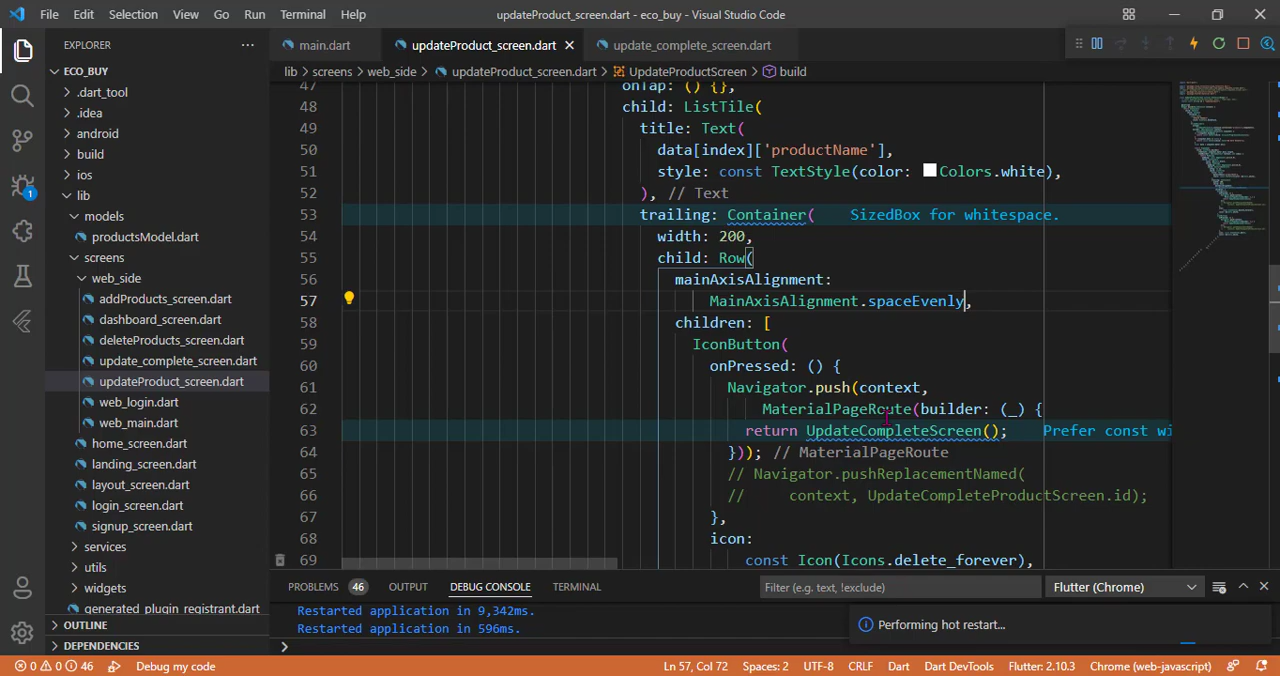 File Edit Selection View Go Run Terminal Help
updateProduct_screen.dart - eco_buy - Visual Studio Code
EXPLORER
main.dart
updateProduct_screen.dart
update_complete_screen.dart
lib > screens > web_side > updateProduct_screen.dart > UpdateProductScreen > build
ECO_BUY
.dart_tool
.idea
android
build
ios
lib
models
productsModel.dart
screens
web_side
addProducts_screen.dart
dashboard_screen.dart
deleteProducts_screen.dart
update_complete_screen.dart
updateProduct_screen.dart
web_login.dart
web_main.dart
home_screen.dart
landing_screen.dart
layout_screen.dart
login_screen.dart
signup_screen.dart
services
utils
widgets
generated_plugin_registrant.dart
OUTLINE
DEPENDENCIES
47 onTap: () {},
48 child: ListTile(
49 title: Text(
50 data[index]['productName'],
51 style: const TextStyle(color: Colors.white),
52 ), // Text
53 trailing: Container( SizedBox for whitespace.
54 width: 200,
55 child: Row(
56 mainAxisAlignment:
57 MainAxisAlignment.spaceEvenly,
58 children: [
59 IconButton(
60 onPressed: () {
61 Navigator.push(context,
62 MaterialPageRoute(builder: (_) {
63 return UpdateCompleteScreen(); Prefer const wi
64 })); // MaterialPageRoute
65 // Navigator.pushReplacementNamed(
66 // context, UpdateCompleteProductScreen.id);
67 },
68 icon:
69 const Icon(Icons.delete_forever),
PROBLEMS 46 OUTPUT DEBUG CONSOLE TERMINAL
Filter (e.g. text, !exclude)
Flutter (Chrome)
Restarted application in 9,342ms.
Restarted application in 596ms.
Performing hot restart...
1
0 0 46 Debug my code
Ln 57, Col 72 Spaces: 2 UTF-8 CRLF Dart Dart DevTools Flutter: 2.10.3 Chrome (web-javascript)